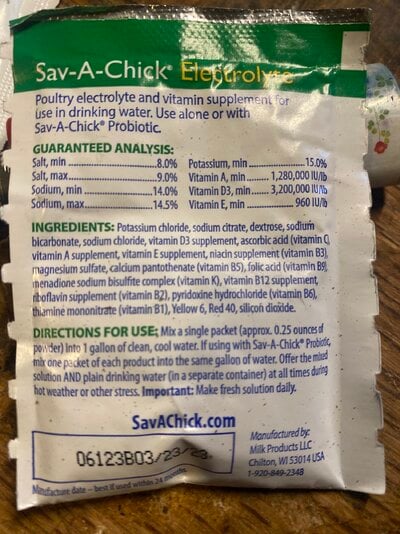 Sav-A-Chick® Electrolyte
Poultry electrolyte and vitamin supplement for
use in drinking water. Use alone or with
Sav-A-Chick® Probiotic.
GUARANTEED ANALYSIS:
Salt, min ........................... 8.0% Potassium, min ........................ 15.0%
Salt, max ........................... 9.0% Vitamin A, min ........ 1,280,000 IU/lb
Sodium, min ..................... 14.0% Vitamin D3, min ...... 3,200,000 IU/lb
Sodium, max ..................... 14.5% Vitamin E, min ................. 960 IU/lb
INGREDIENTS: Potassium chloride, sodium citrate, dextrose, sodium
bicarbonate, sodium chloride, vitamin D3 supplement, ascorbic acid (vitamin C),
vitamin A supplement, vitamin E supplement, niacin supplement (vitamin B3),
magnesium sulfate, calcium pantothenate (vitamin B5), folic acid (vitamin B9),
menadione sodium bisulfite complex (vitamin K), vitamin B12 supplement,
riboflavin supplement (vitamin B2), pyridoxine hydrochloride (vitamin B6),
thiamine mononitrate (vitamin B1), Yellow 6, Red 40, silicon dioxide.
DIRECTIONS FOR USE: Mix a single packet (approx. 0.25 ounces of
powder) into 1 gallon of clean, cool water. If using with Sav-A-Chick® Probiotic,
mix one packet of each product into the same gallon of water. Offer the mixed
solution AND plain drinking water (in a separate container) at all times during
hot weather or other stress. Important: Make fresh solution daily.
SavAChick.com
06123B03/23/23
Manufacture date – best if used within 24 months
Manufactured by:
Milk Products LLC
Chilton, WI 53014 USA
1-920-849-2348